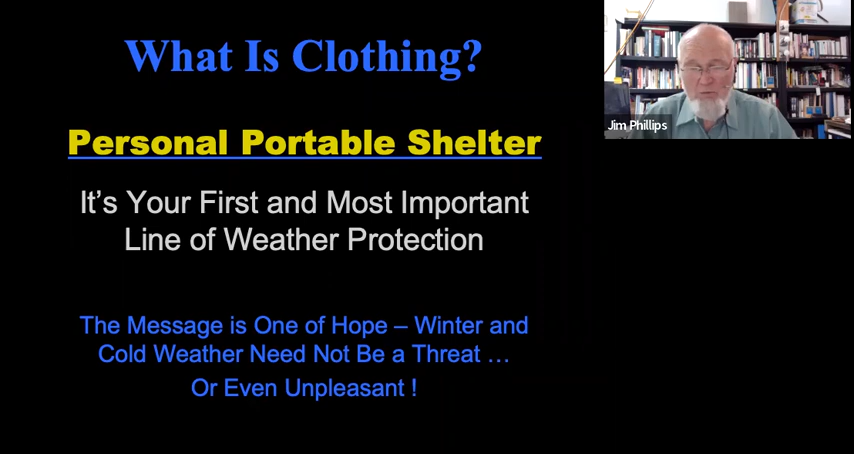 What Is Clothing?
Personal Portable Shelter
It’s Your First and Most Important
Line of Weather Protection
The Message is One of Hope – Winter and
Cold Weather Need Not Be a Threat …
Or Even Unpleasant !
Jim Phillips